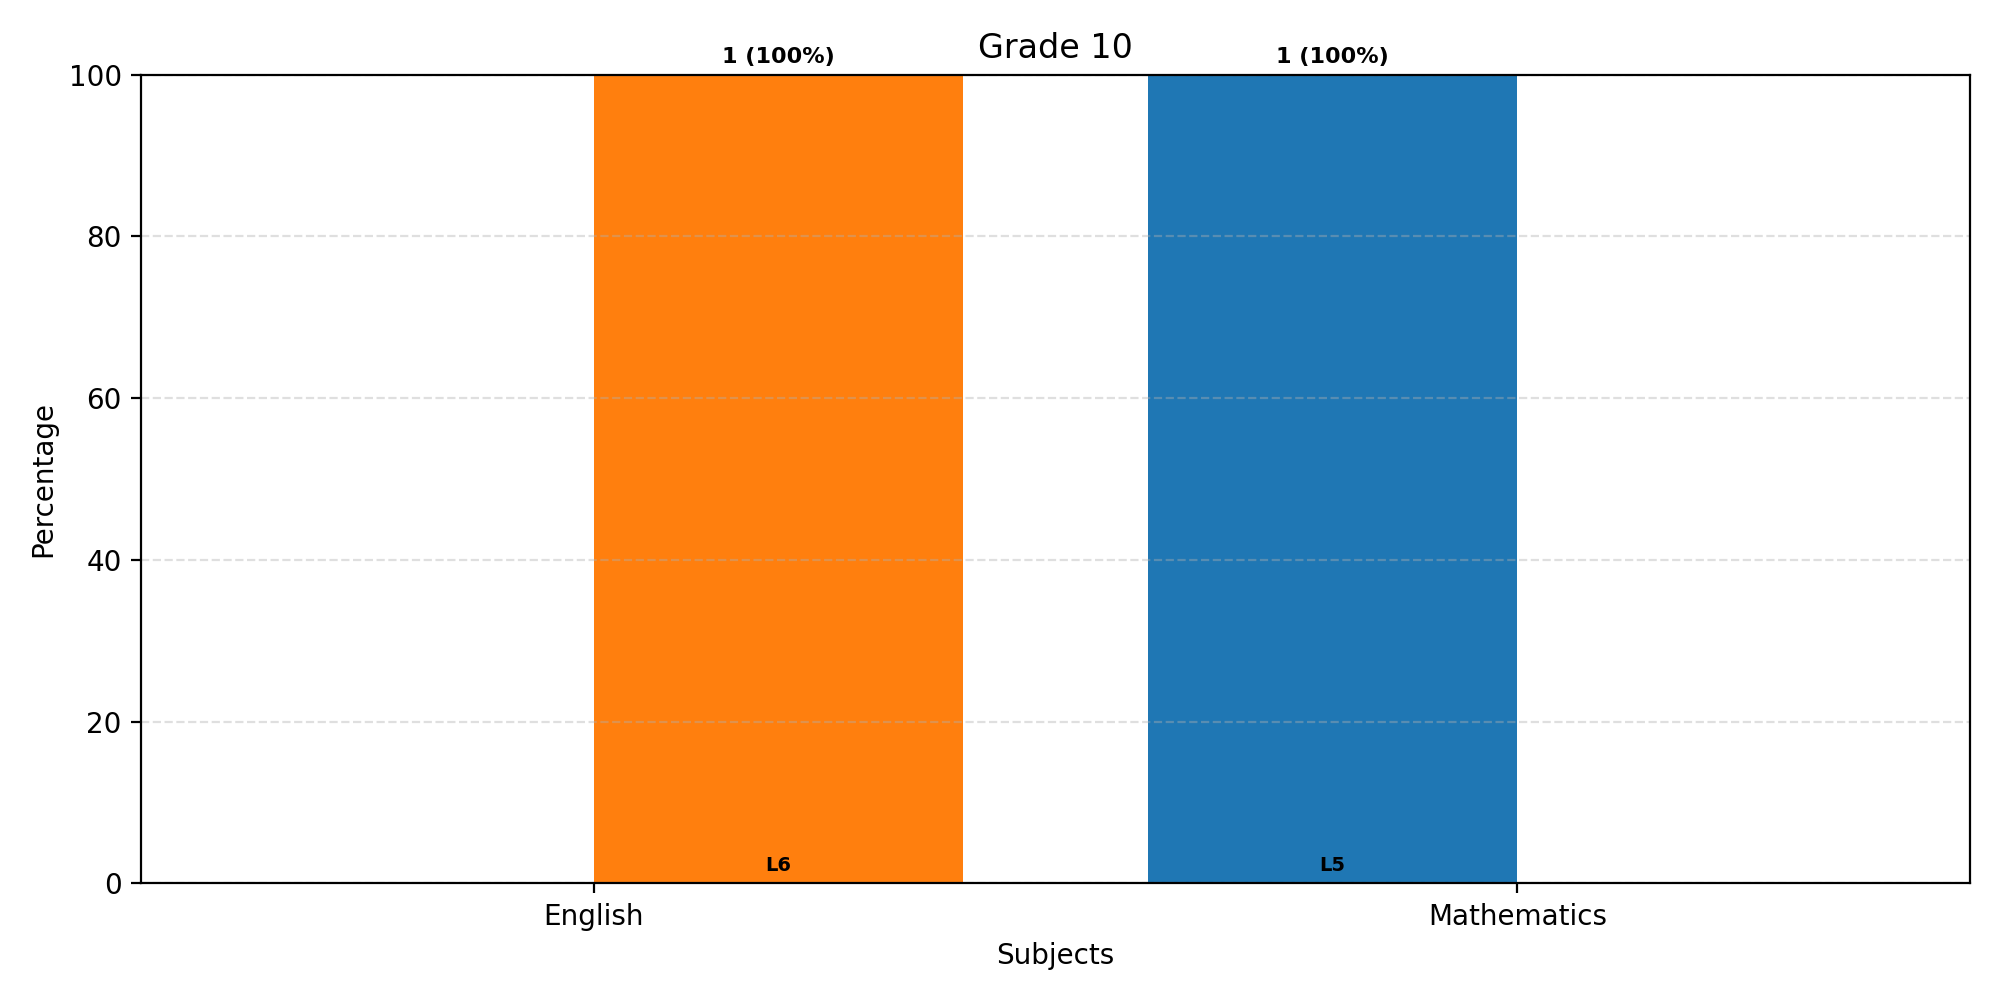 Grade 10
1 (100%) 1 (100%)
100
80
60
40
20
0
Percentage
L6 L5
English Mathematics
Subjects